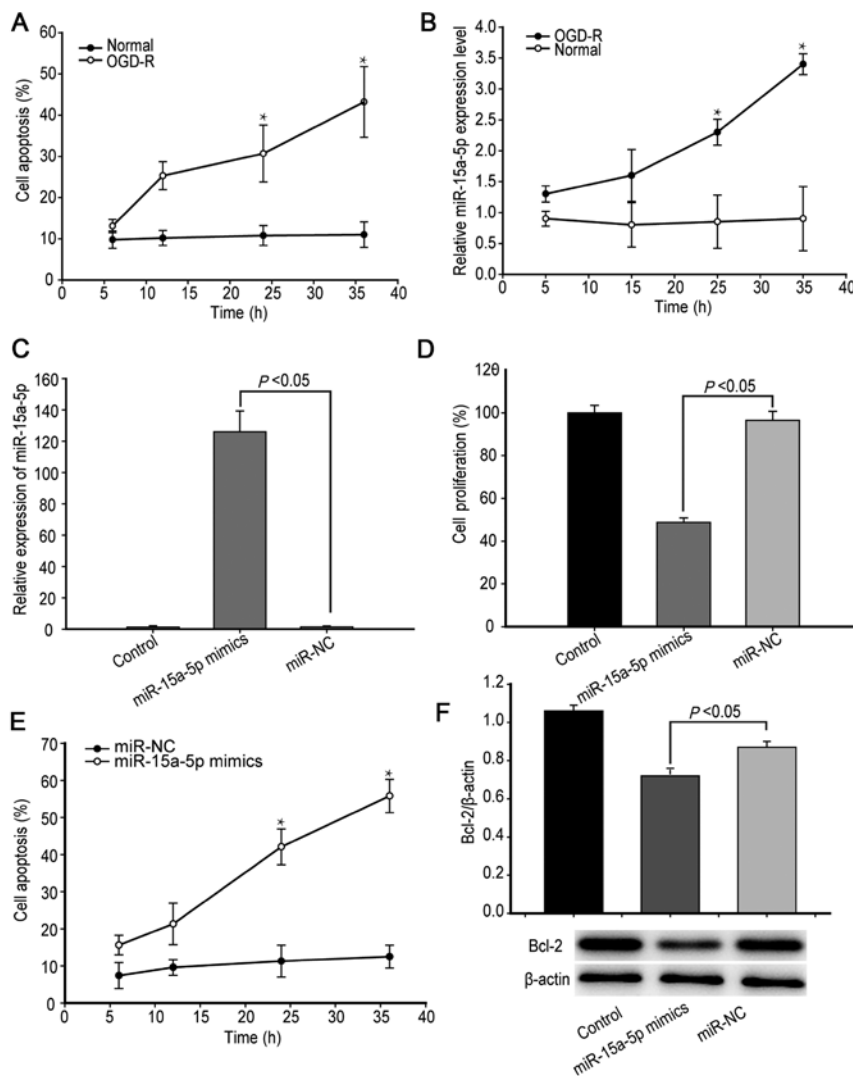 A
Normal
OGD-R
Cell apoptosis (%)
60
50
40
30
20
10
0
*
*
0 5 10 15 20 25 30 35 40
Time (h)
B
OGD-R
Normal
Relative miR-15a-5p expression level
4.0
3.5
3.0
2.5
2.0
1.5
1.0
0.5
0.0
*
*
0 5 10 15 20 25 30 35 40
Time (h)
C
Relative expression of miR-15a-5p
160
140
120
100
80
60
40
20
0
P <0.05
Control
miR-15a-5p mimics
miR-NC
D
Cell proliferation (%)
120
100
80
60
40
20
0
P <0.05
Control
miR-15a-5p mimics
miR-NC
E
miR-NC
miR-15a-5p mimics
Cell apoptosis (%)
70
60
50
40
30
20
10
0
*
*
0 5 10 15 20 25 30 35 40
Time (h)
F
Bcl-2/β-actin
1.2
1.0
0.8
0.6
0.4
0.2
0.0
P <0.05
Bcl-2
β-actin
Control
miR-15a-5p mimics
miR-NC